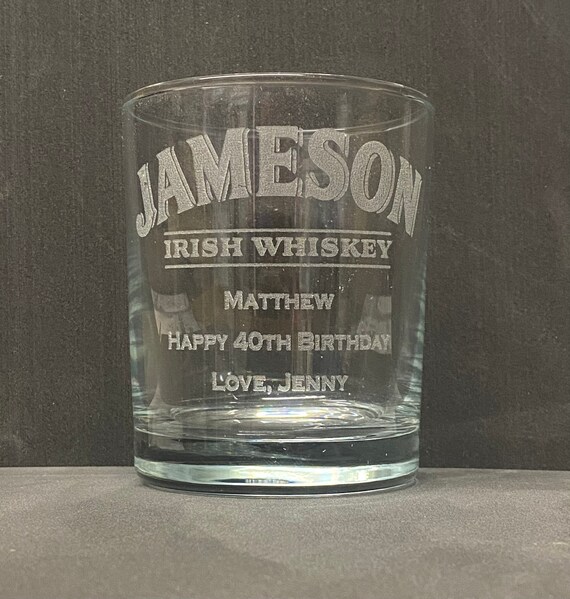 JAMESON
IRISH WHISKEY
MATTHEW
HAPPY 40TH BIRTHDAY
LOVE, JENNY